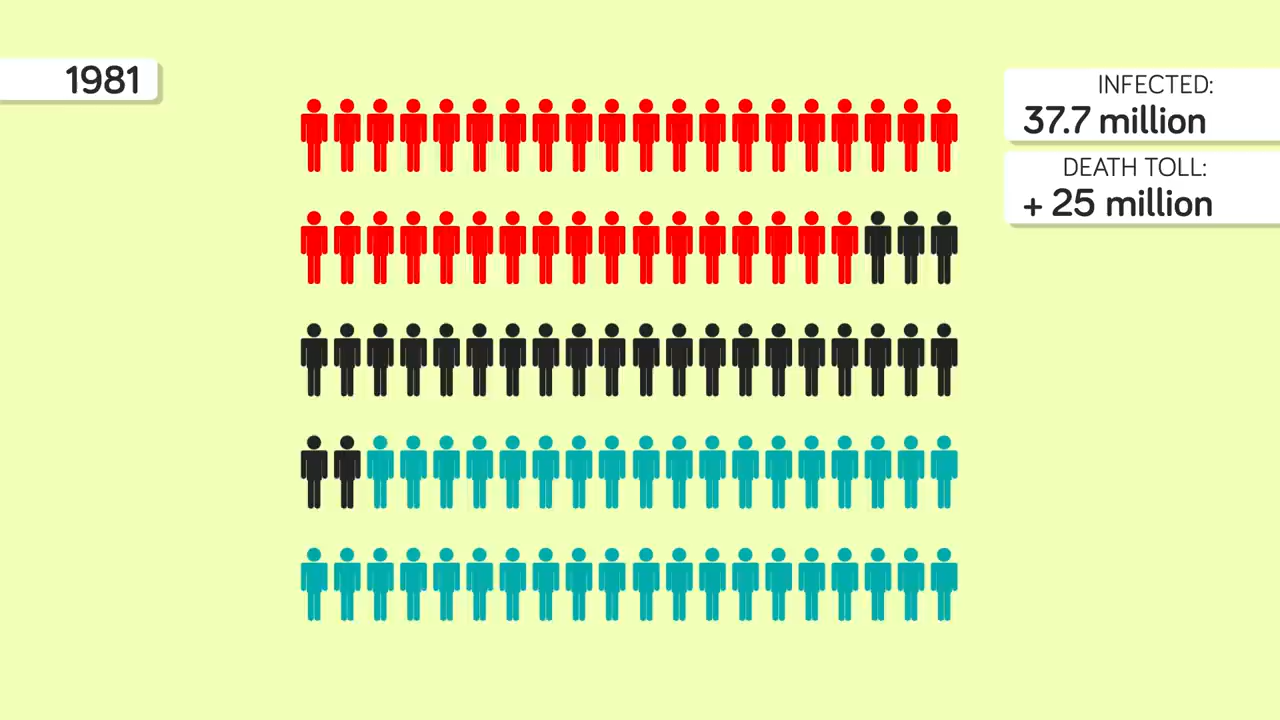 1981
INFECTED:
37.7 million
DEATH TOLL:
+ 25 million